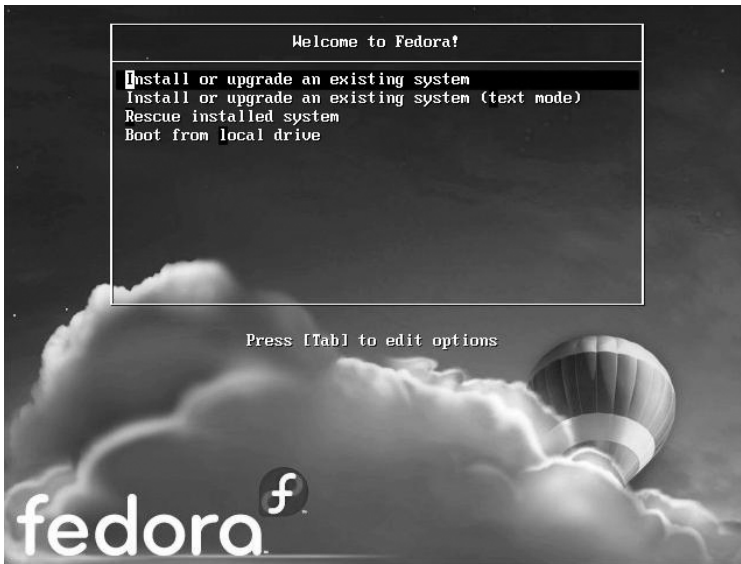 Welcome to Fedora!
Install or upgrade an existing system
Install or upgrade an existing system (text mode)
Rescue installed system
Boot from local drive
Press [Tab] to edit options
fedora